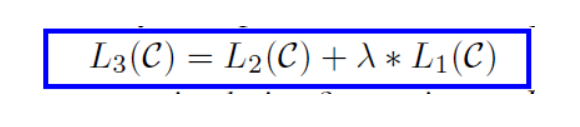 L₃(𝒞) = L₂(𝒞) + λ ∗ L₁(𝒞)